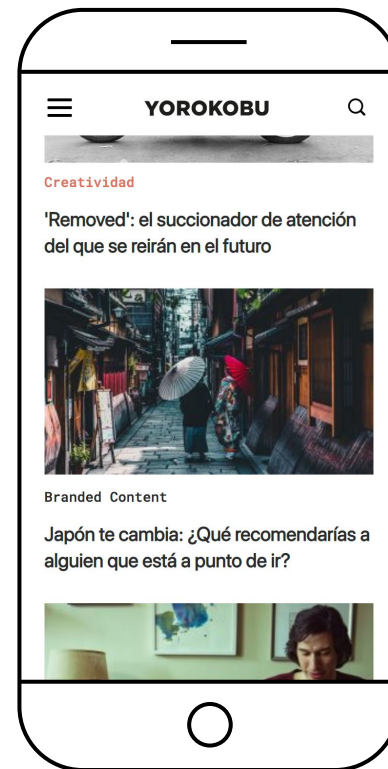 YOROKOBU
Creatividad
'Removed': el succionador de atención
del que se reirán en el futuro
Branded Content
Japón te cambia: ¿Qué recomendarías a
alguien que está a punto de ir?